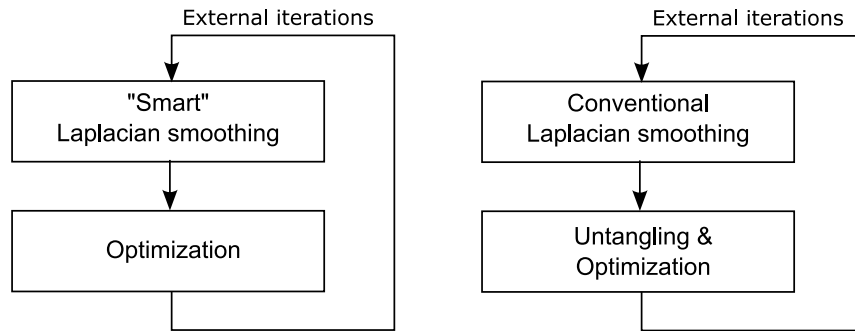 External iterations
"Smart"
Laplacian smoothing
Optimization
External iterations
Conventional
Laplacian smoothing
Untangling &
Optimization